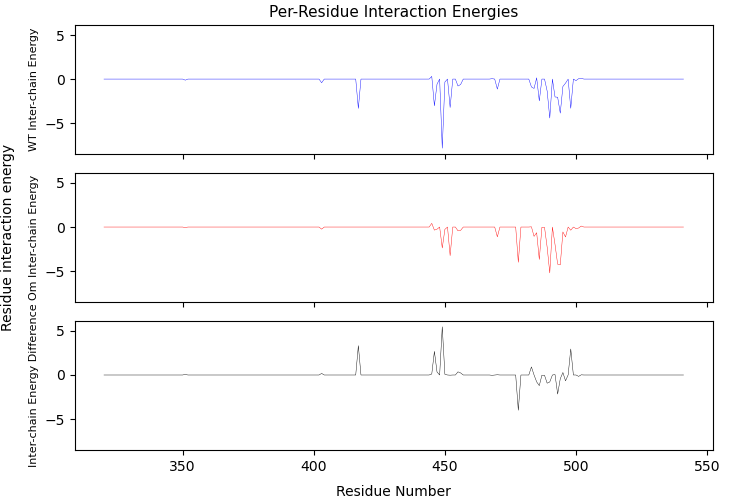 Per-Residue Interaction Energies
Residue interaction energy
WT Inter-chain Energy
5
0
−5
Om Inter-chain Energy
5
0
−5
Inter-chain Energy Difference
5
0
−5
350
400
450
500
550
Residue Number